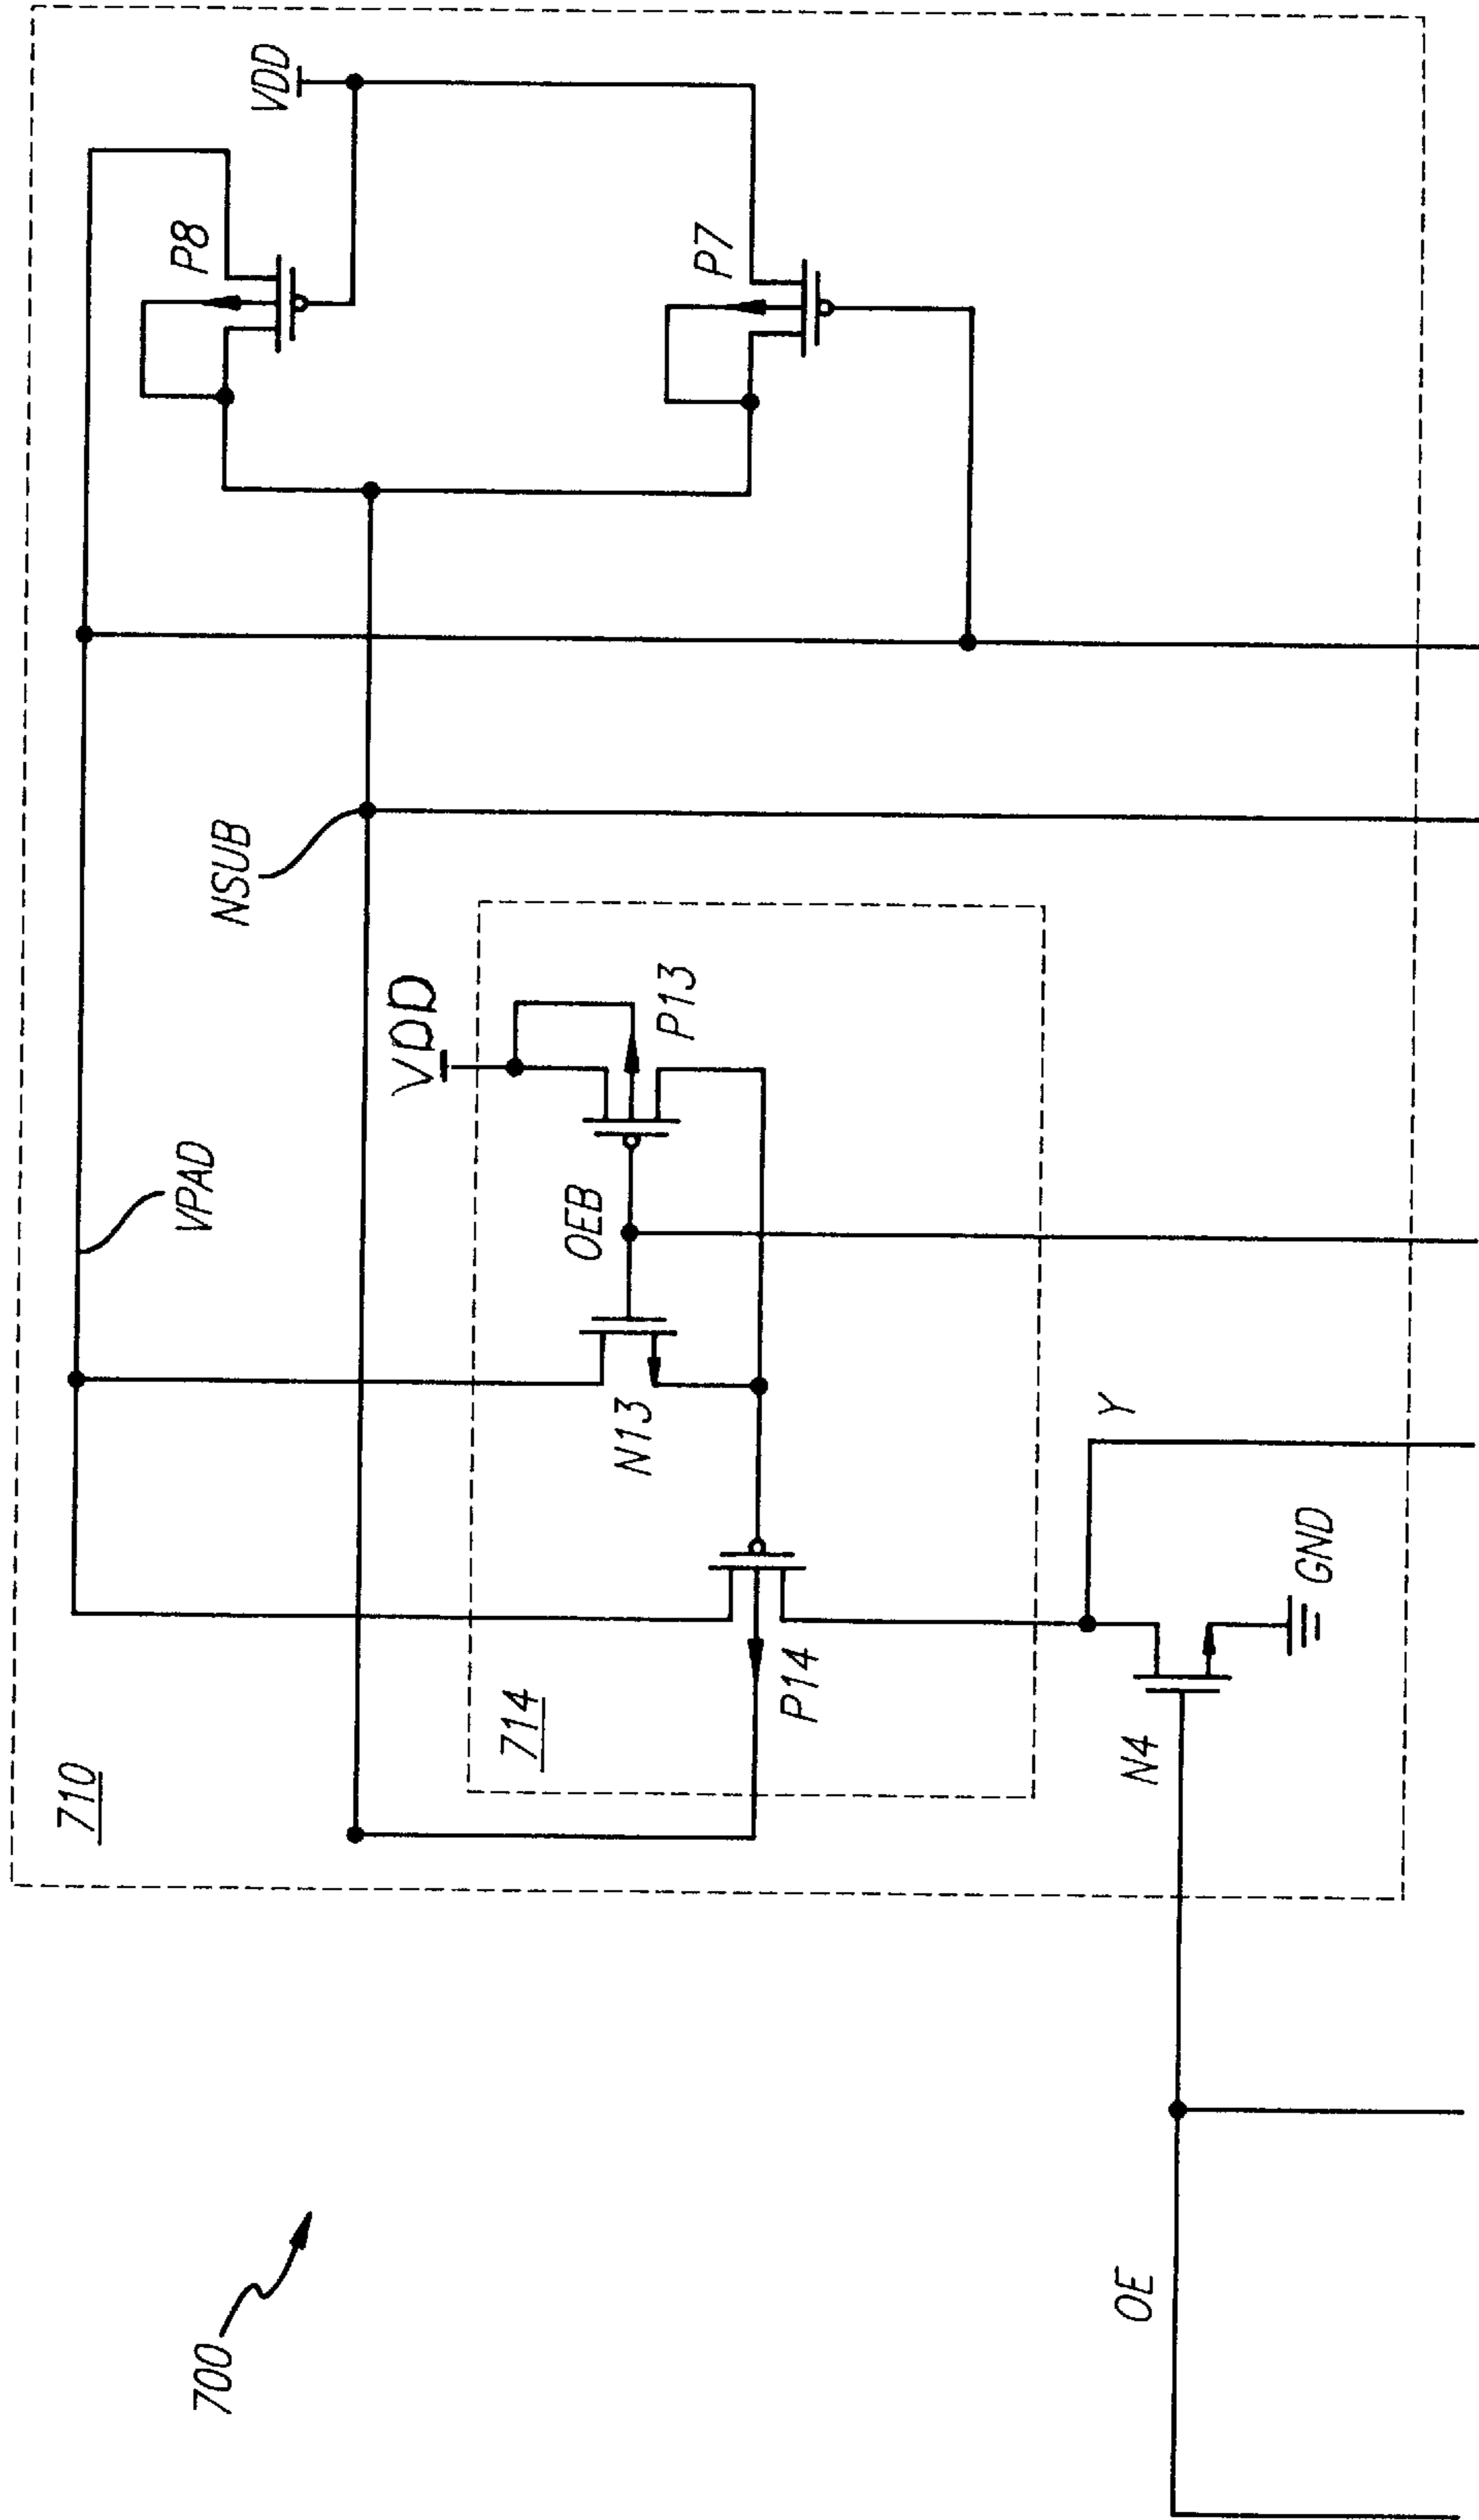 700
710
VPAD
NSUB
P8
VDD
VDD
714
OEB
N13
P13
P7
P14
OE
N4
Y
GND